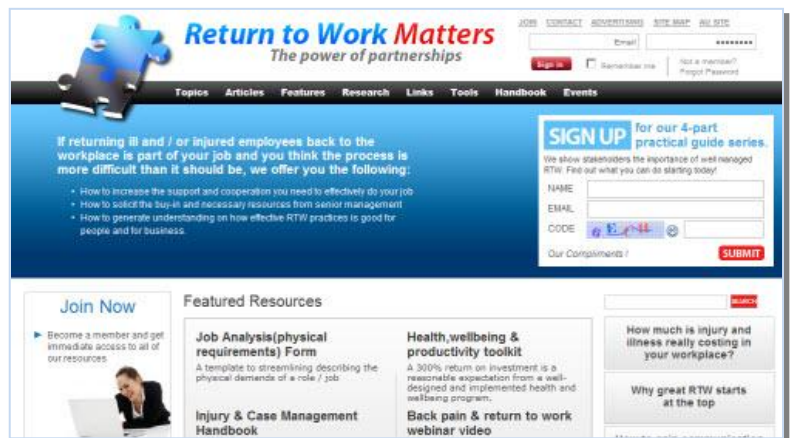 JOIN CONTACT ADVERTISING SITE MAP AU SITE
Return to Work Matters
The power of partnerships
Email
Sign in
Remember me
Not a member?
Forgot Password
Topics Articles Features Research Links Tools Handbook Events
If returning ill and / or injured employees back to the
workplace is part of your job and you think the process is
more difficult than it should be, we offer you the following:
• How to increase the support and cooperation you need to effectively do your job
• How to solicit the buy-in and necessary resources from senior management
• How to generate understanding on how effective RTW practices is good for
people and for business.
SIGN UP for our 4-part
practical guide series.
We show stakeholders the importance of well managed
RTW. Find out what you can do starting today!
NAME
EMAIL
CODE
Our Compliments !
SUBMIT
Join Now
Become a member and get
immediate access to all of
our resources
Featured Resources
Job Analysis(physical
requirements) Form
A template to streamlining describing the
physical demands of a role / job
Injury & Case Management
Handbook
Health,wellbeing &
productivity toolkit
A 300% return on investment is a
reasonable expectation from a well-
designed and implemented health and
wellbeing program.
Back pain & return to work
webinar video
SEARCH
How much is injury and
illness really costing in
your workplace?
Why great RTW starts
at the top